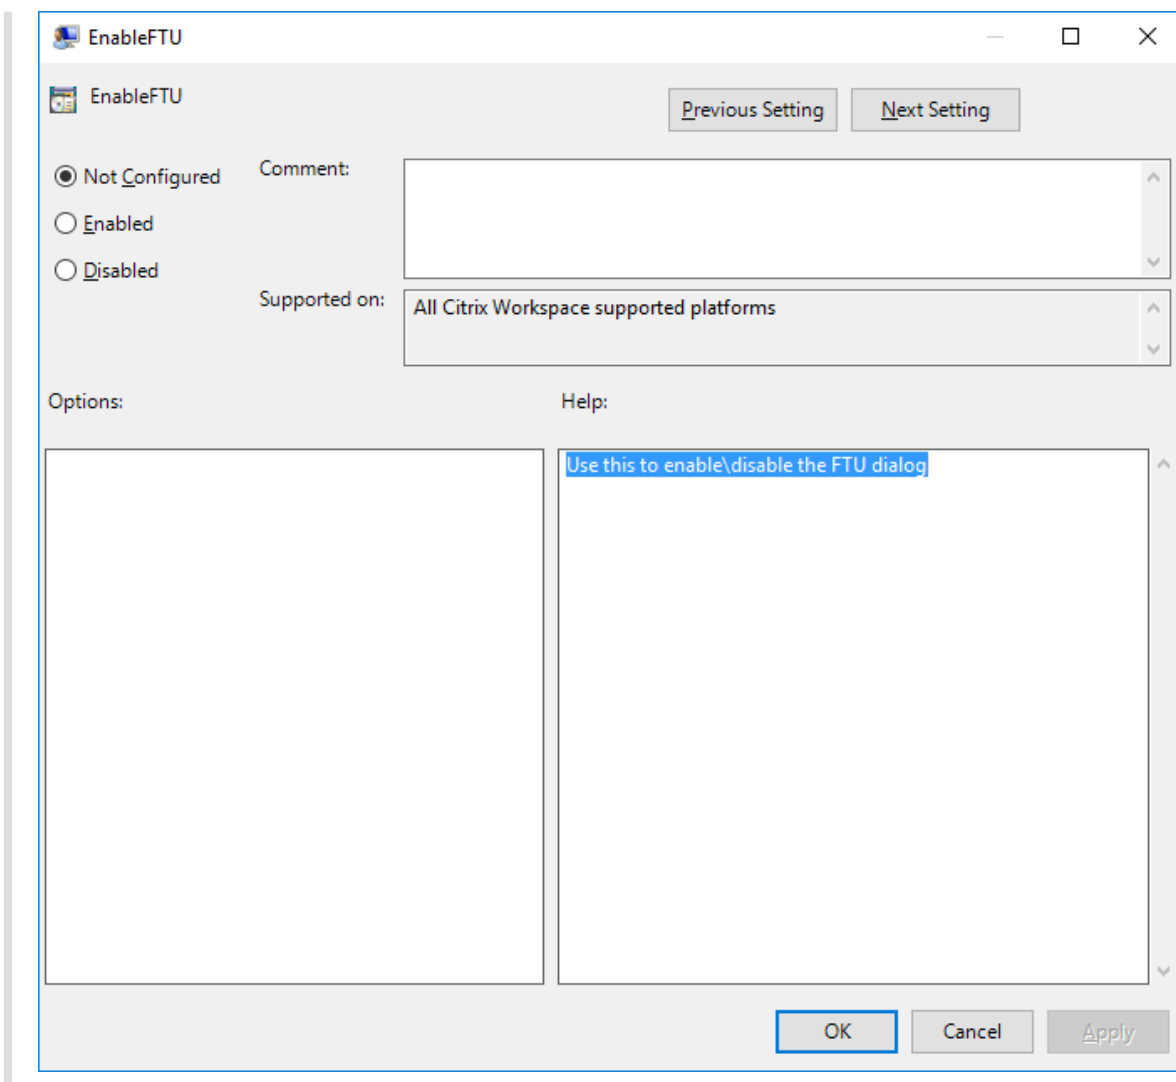 EnableFTU
EnableFTU
Previous Setting
Next Setting
Not Configured
Comment:
Enabled
Disabled
Supported on:
All Citrix Workspace supported platforms
Options:
Help:
Use this to enable\disable the FTU dialog
OK
Cancel
Apply